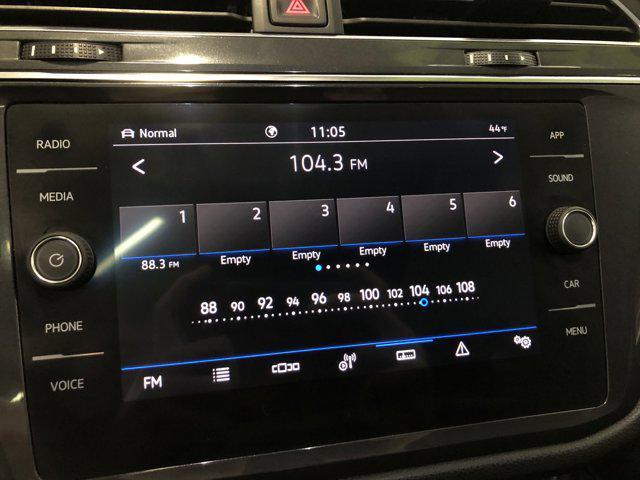 RADIO
MEDIA
PHONE
VOICE
Normal 11:05 44°F
104.3 FM
1 2 3 4 5 6
88.3 FM Empty Empty Empty Empty Empty
88 90 92 94 96 98 100 102 104 106 108
FM
APP
SOUND
CAR
MENU